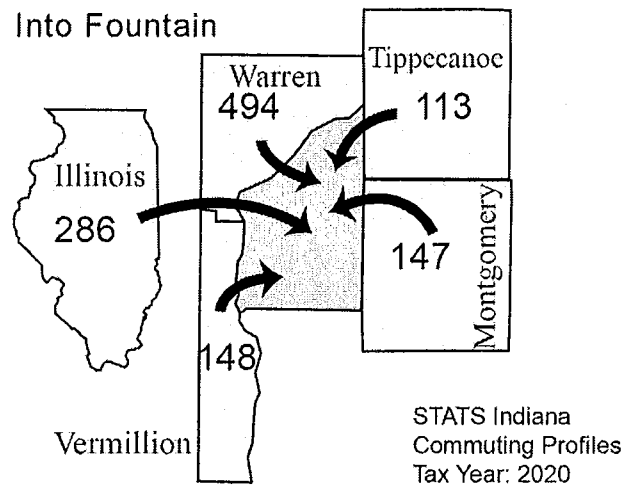 Into Fountain
Warren
494
Tippecanoe
113
Illinois
286
147
Montgomery
148
Vermillion
STATS Indiana
Commuting Profiles
Tax Year: 2020